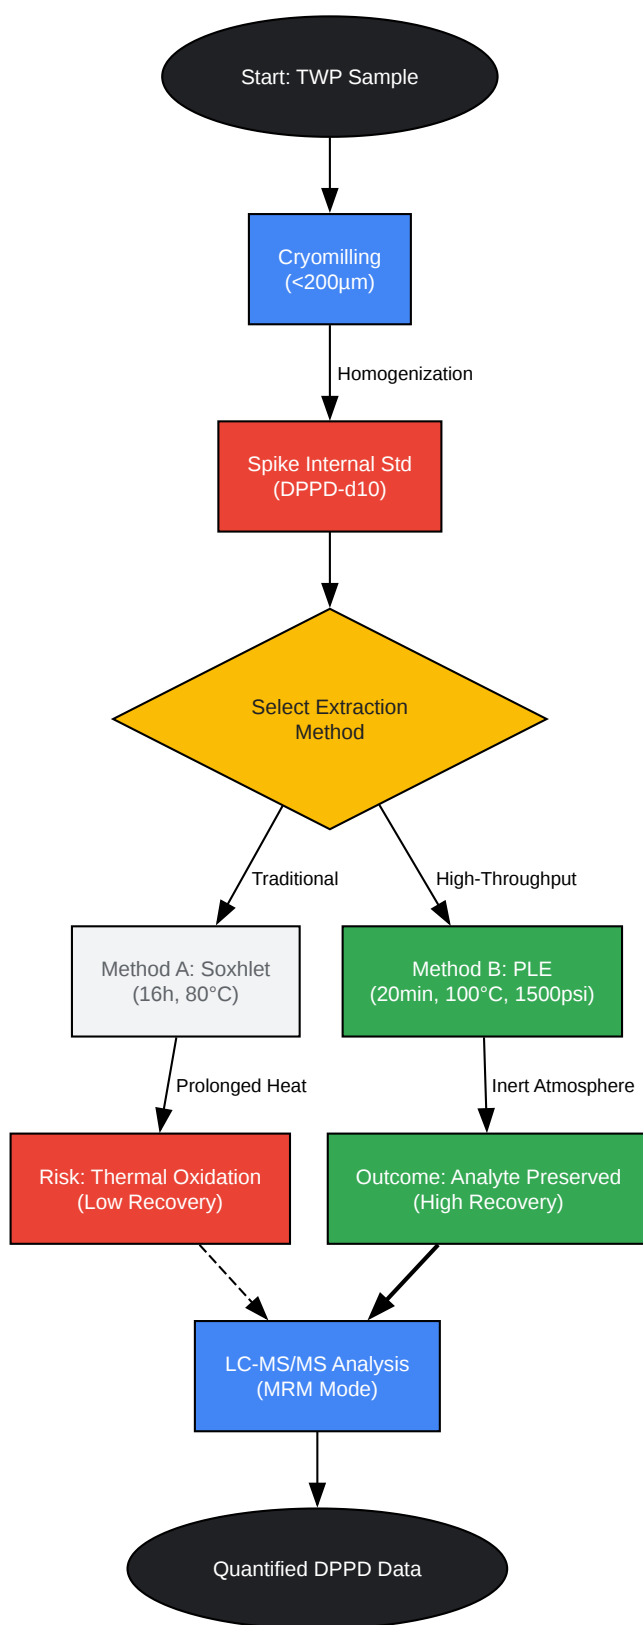 Start: TWP Sample
Cryomilling
(<200µm)
Homogenization
Spike Internal Std
(DPPD-d10)
Select Extraction
Method
Traditional
High-Throughput
Method A: Soxhlet
(16h, 80°C)
Method B: PLE
(20min, 100°C, 1500psi)
Prolonged Heat
Inert Atmosphere
Risk: Thermal Oxidation
(Low Recovery)
Outcome: Analyte Preserved
(High Recovery)
LC-MS/MS Analysis
(MRM Mode)
Quantified DPPD Data